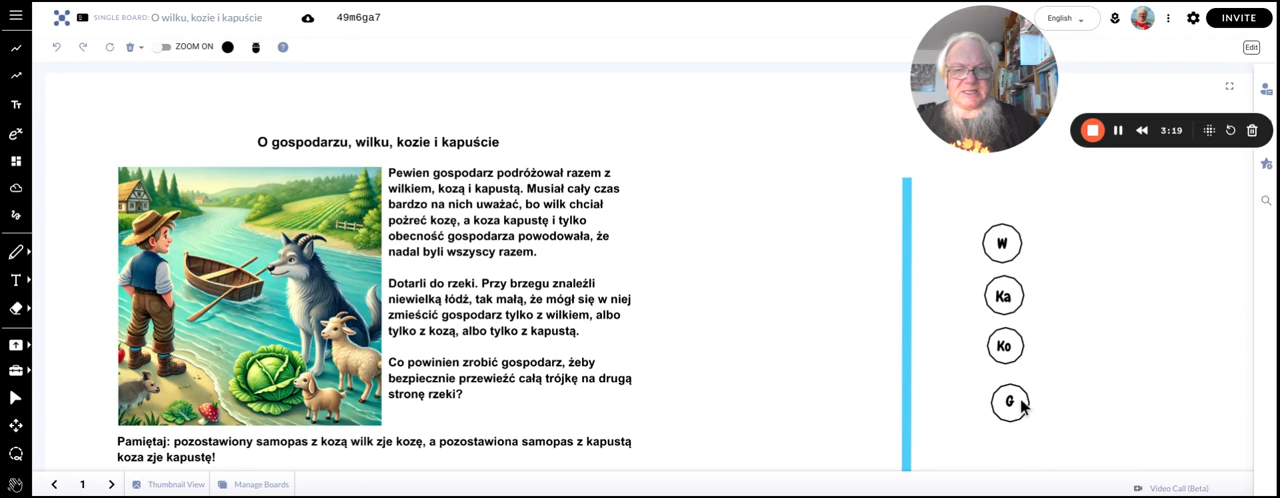 SINGLE BOARD: O wilku, kozie i kapuście
49m6ga7
English
INVITE
ZOOM ON
Edit
3:19
Tr
eˣ
T
O gospodarzu, wilku, kozie i kapuście
Pewien gospodarz podróżował razem z
wilkiem, kozą i kapustą. Musiał cały czas
bardzo na nich uważać, bo wilk chciał
pożreć kozę, a koza kapustę i tylko
obecność gospodarza powodowała, że
nadal byli wszyscy razem.
Dotarli do rzeki. Przy brzegu znaleźli
niewielką łódź, tak małą, że mógł się w niej
zmieścić gospodarz tylko z wilkiem, albo
tylko z kozą, albo tylko z kapustą.
Co powinien zrobić gospodarz, żeby
bezpiecznie przewieźć całą trójkę na drugą
stronę rzeki?
Pamiętaj: pozostawiony samopas z kozą wilk zje kozę, a pozostawiona samopas z kapustą
koza zje kapustę!
W
Ka
Ko
G
1
Thumbnail View
Manage Boards
Video Call (Beta)